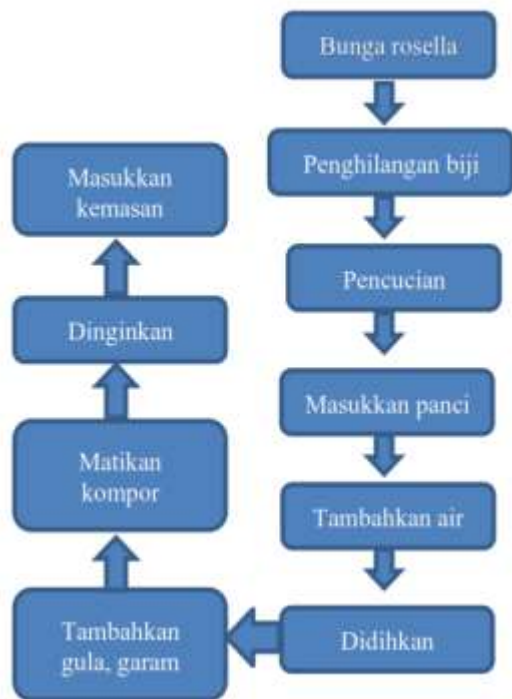 Bunga rosella
Penghilangan biji
Pencucian
Masukkan panci
Tambahkan air
Didihkan
Tambahkan
gula, garam
Matikan
kompor
Dinginkan
Masukkan
kemasan